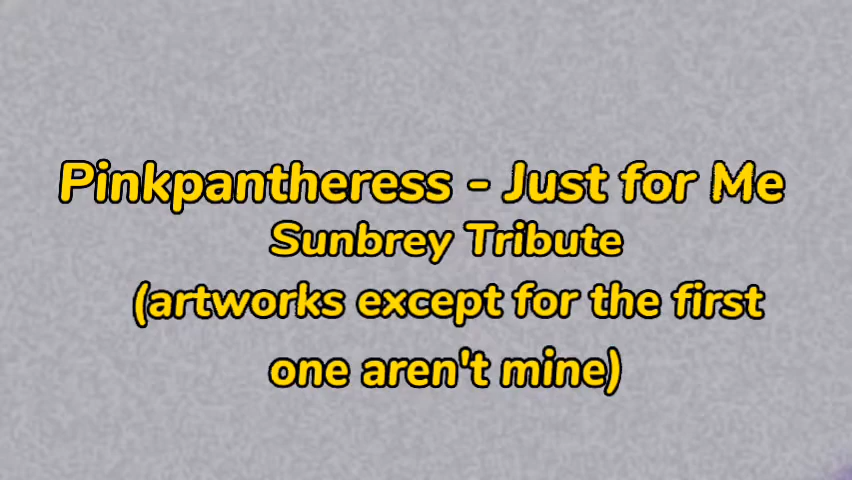 Pinkpantheress - Just for Me
Sunbrey Tribute
(artworks except for the first
one aren't mine)